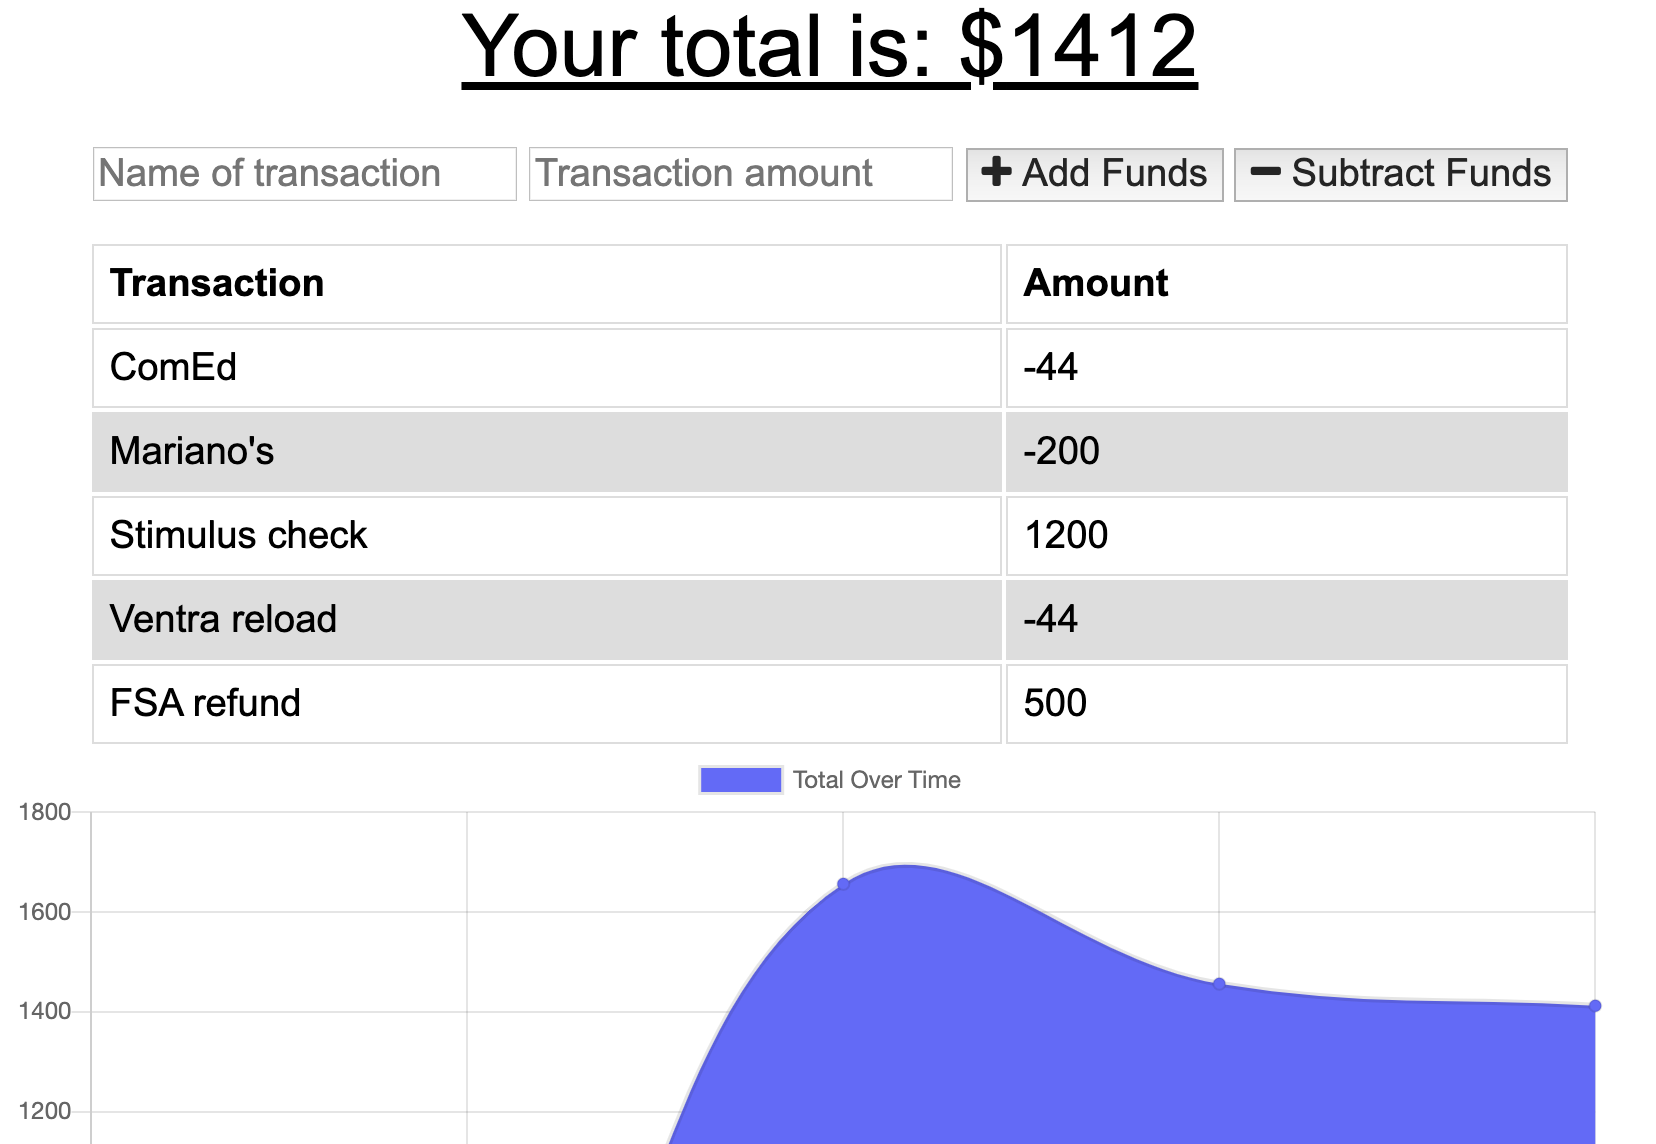 Your total is: $1412
Name of transaction Transaction amount + Add Funds − Subtract Funds
Transaction Amount
ComEd -44
Mariano's -200
Stimulus check 1200
Ventra reload -44
FSA refund 500
Total Over Time
1800
1600
1400
1200